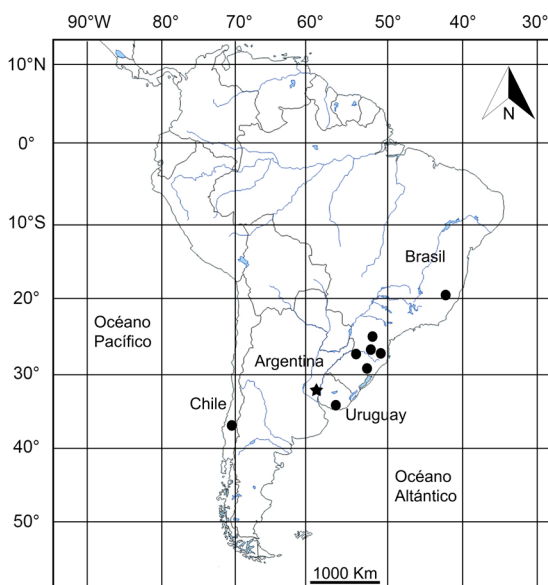 90°W 80° 70° 60° 50° 40° 30°
10°N
N
0°
10°S
Brasil
20°
Océano
Pacífico
Argentina
30°
Chile
Uruguay
40°
Océano
Altántico
50°
1000 Km